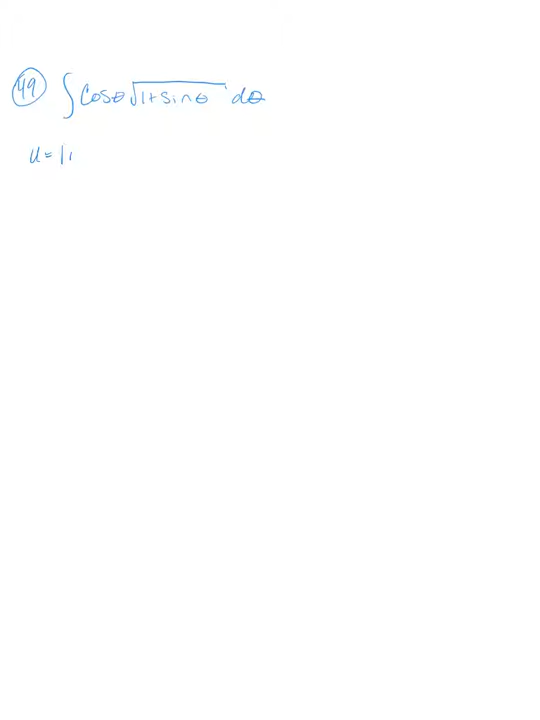 49 ∫ cosθ √(1+sinθ) dθ
u = 1